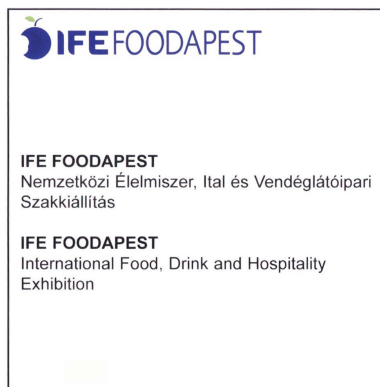 IFE FOODAPEST
IFE FOODAPEST
Nemzetközi Élelmiszer, Ital és Vendéglátóipari
Szakkiállítás
IFE FOODAPEST
International Food, Drink and Hospitality
Exhibition